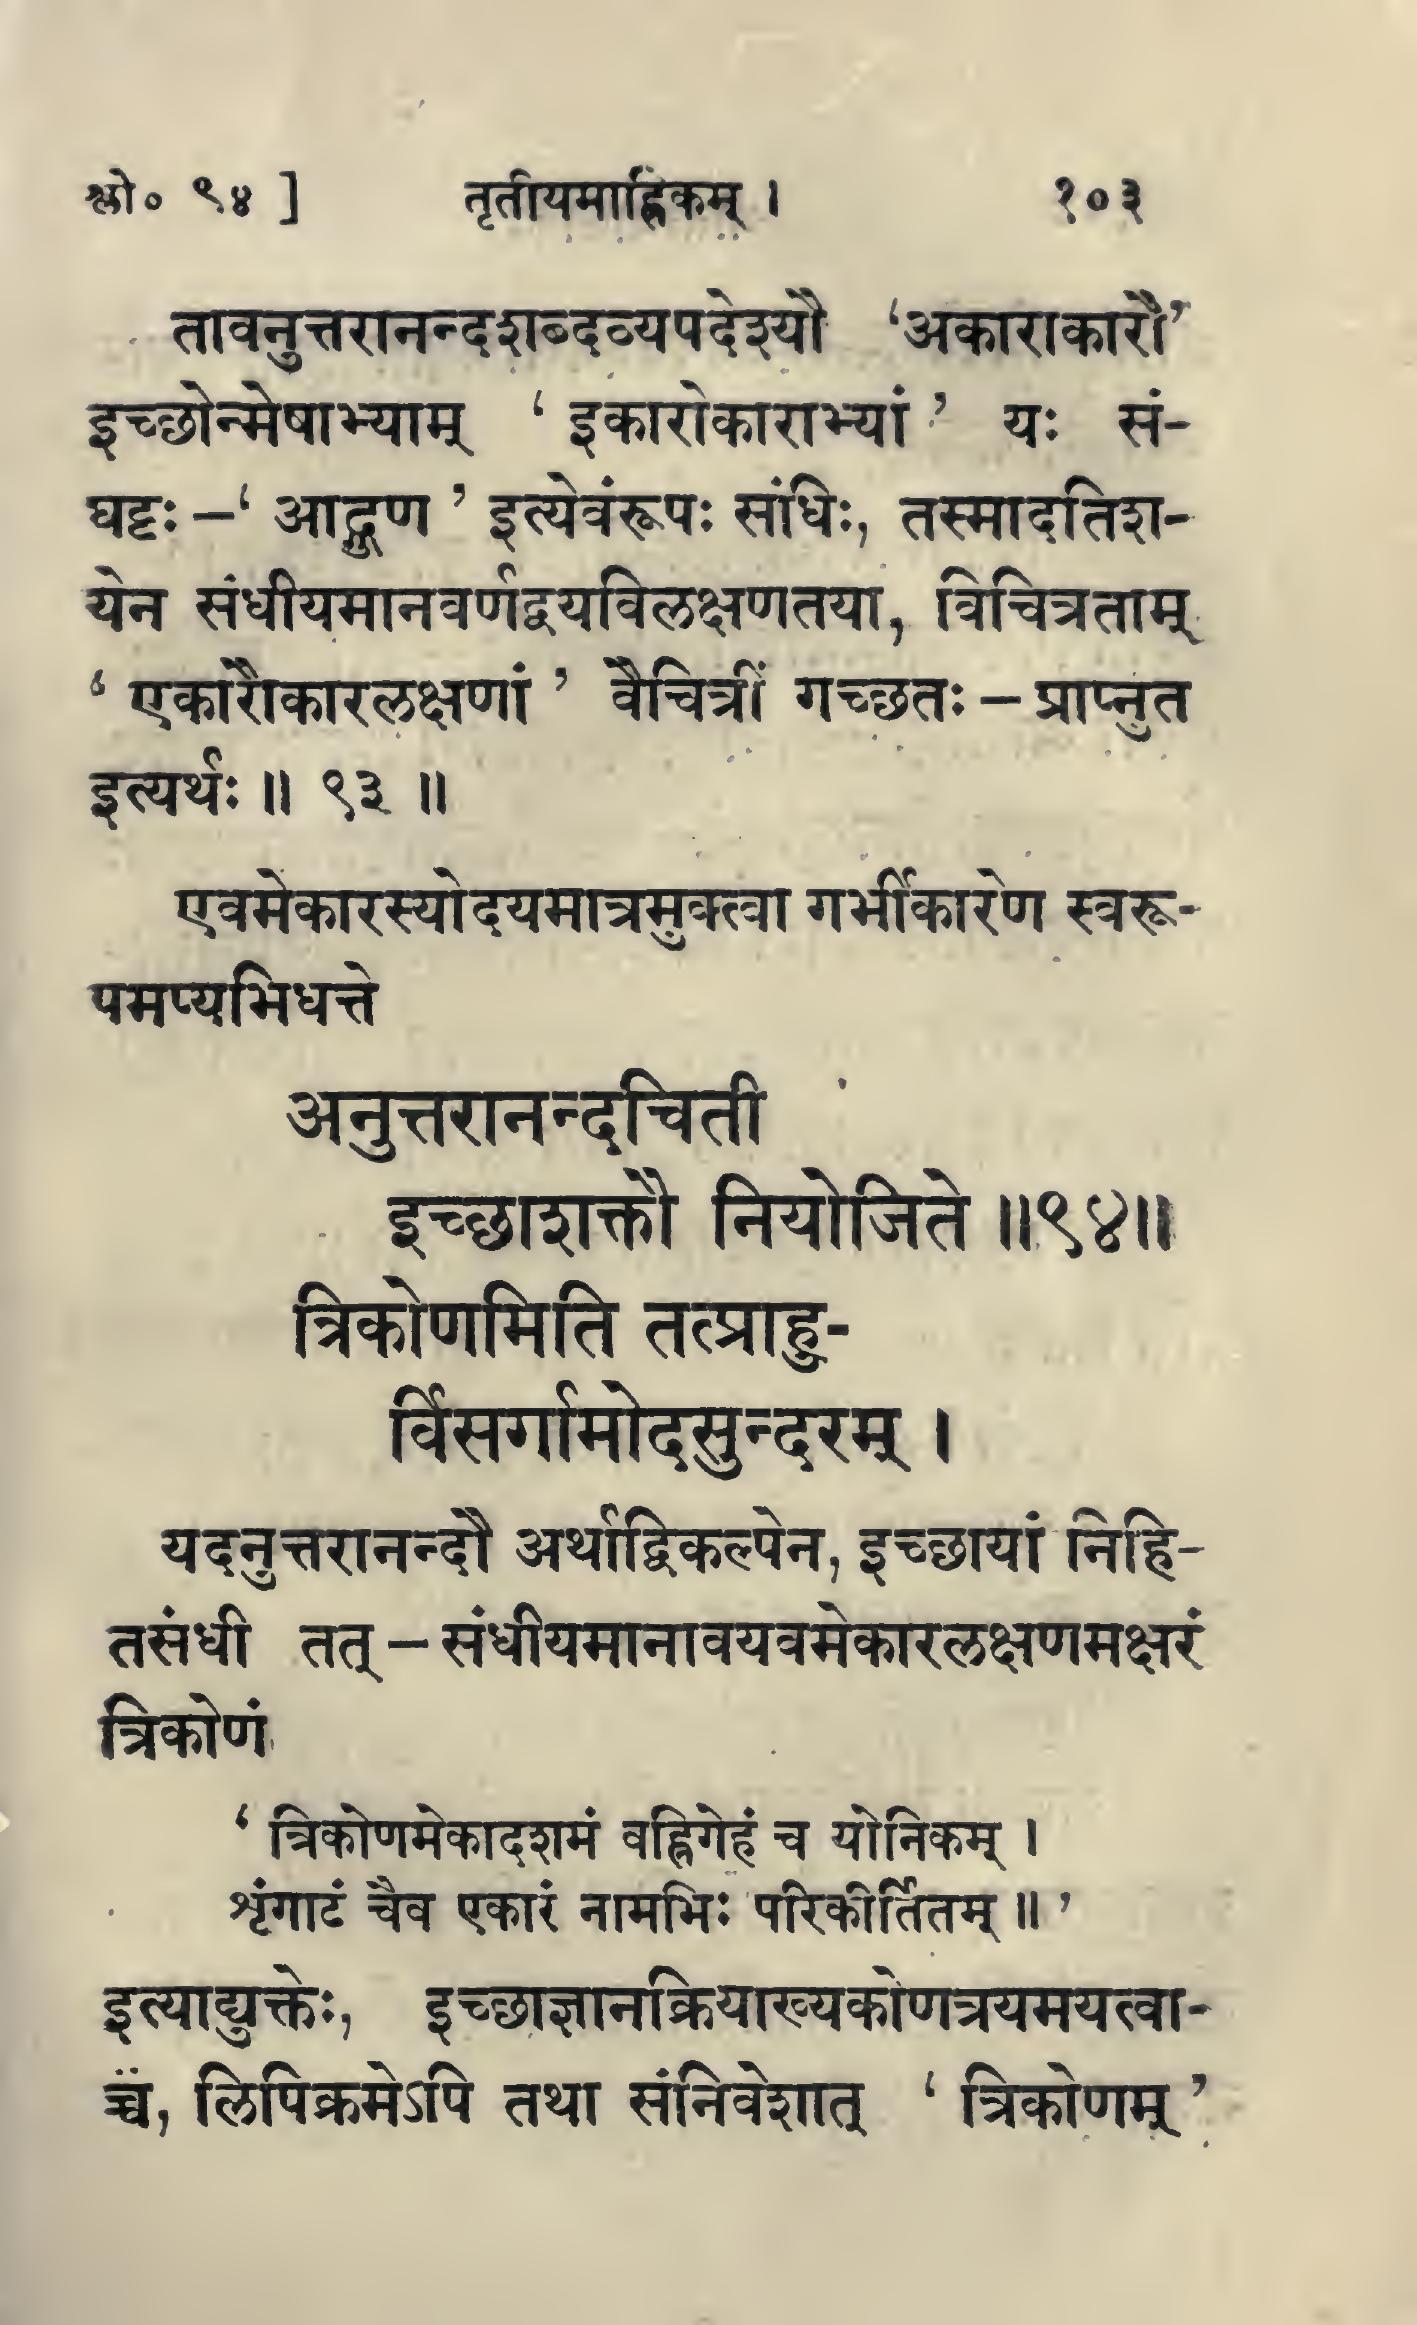 श्लो० ९४ ] तृतीयमाह्निकम् । १०३
तावनुत्तरानन्दशब्दव्यपदेश्यौ ‘अकाराकारौ’
इच्छोन्मेषाभ्याम् ‘ इकारोकाराभ्यां ’ यः सं-
घट्टः –‘ आद्गुण ’ इत्येवंरूपः संधिः, तस्मादतिश-
येन संधीयमानवर्णद्वयविलक्षणतया, विचित्रताम्
‘ एकारौकारलक्षणां ’ वैचित्रीं गच्छतः – प्राप्नुत
इत्यर्थः ॥ ९३ ॥
एवमेकारस्योदयमात्रमुक्त्वा गर्भीकारेण स्वरू-
पमप्यभिधत्ते
अनुत्तरानन्दचिती
इच्छाशक्तौ नियोजिते ॥९४॥
त्रिकोणमिति तत्प्राहु-
र्विसर्गामोदसुन्दरम् ।
यदनुत्तरानन्दौ अर्थाद्विकल्पेन, इच्छायां निहि-
तसंधी तत् – संधीयमानावयवमेकारलक्षणमक्षरं
त्रिकोणं
‘ त्रिकोणमेकादशमं वह्निगेहं च योनिकम् ।
शृंगाटं चैव एकारं नामभिः परिकीर्तितम् ॥ ’
इत्याद्युक्तेः, इच्छाज्ञानक्रियाख्यकोणत्रयमयत्वा-
च्च, लिपिक्रमेऽपि तथा संनिवेशात् ‘ त्रिकोणम् ’